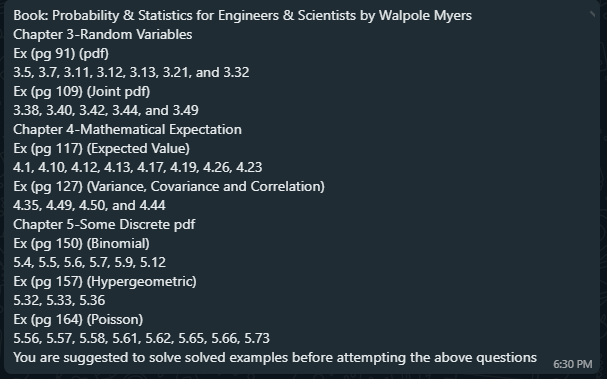 Book: Probability & Statistics for Engineers & Scientists by Walpole Myers
Chapter 3-Random Variables
Ex (pg 91) (pdf)
3.5, 3.7, 3.11, 3.12, 3.13, 3.21, and 3.32
Ex (pg 109) (Joint pdf)
3.38, 3.40, 3.42, 3.44, and 3.49
Chapter 4-Mathematical Expectation
Ex (pg 117) (Expected Value)
4.1, 4.10, 4.12, 4.13, 4.17, 4.19, 4.26, 4.23
Ex (pg 127) (Variance, Covariance and Correlation)
4.35, 4.49, 4.50, and 4.44
Chapter 5-Some Discrete pdf
Ex (pg 150) (Binomial)
5.4, 5.5, 5.6, 5.7, 5.9, 5.12
Ex (pg 157) (Hypergeometric)
5.32, 5.33, 5.36
Ex (pg 164) (Poisson)
5.56, 5.57, 5.58, 5.61, 5.62, 5.65, 5.66, 5.73
You are suggested to solve solved examples before attempting the above questions
6:30 PM